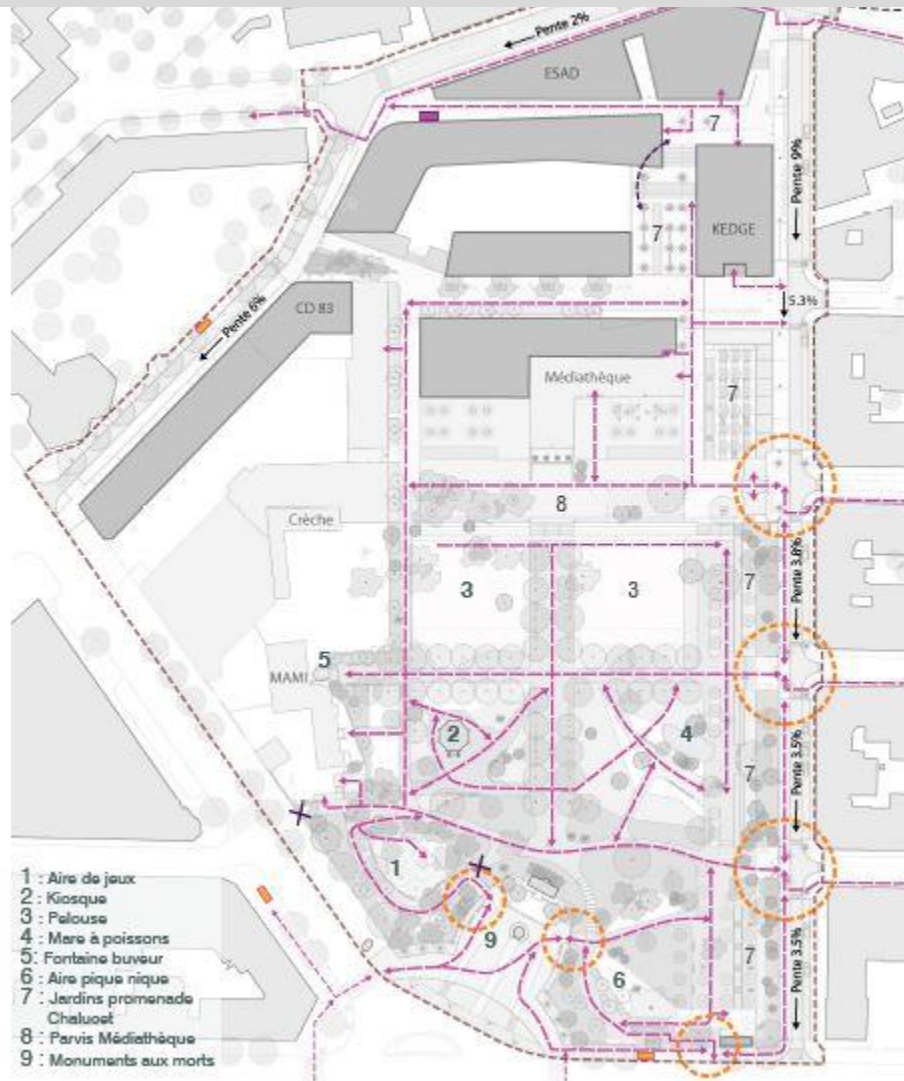 Pente 2%
ESAD
7
Pente 9%
KEDGE
7
5.3%
CD 83
Pente 6%
Médiathèque
7
8
Crèche
3
3
7
Pente 3.8%
5
MAMI
2
4
7
Pente 3.5%
1
9
6
7
Pente 3.5%
1 : Aire de jeux
2 : Kiosque
3 : Pelouse
4 : Mare à poissons
5 : Fontaine buveur
6 : Aire pique nique
7 : Jardins promenade
Chalucet
8 : Parvis Médiathèque
9 : Monuments aux morts